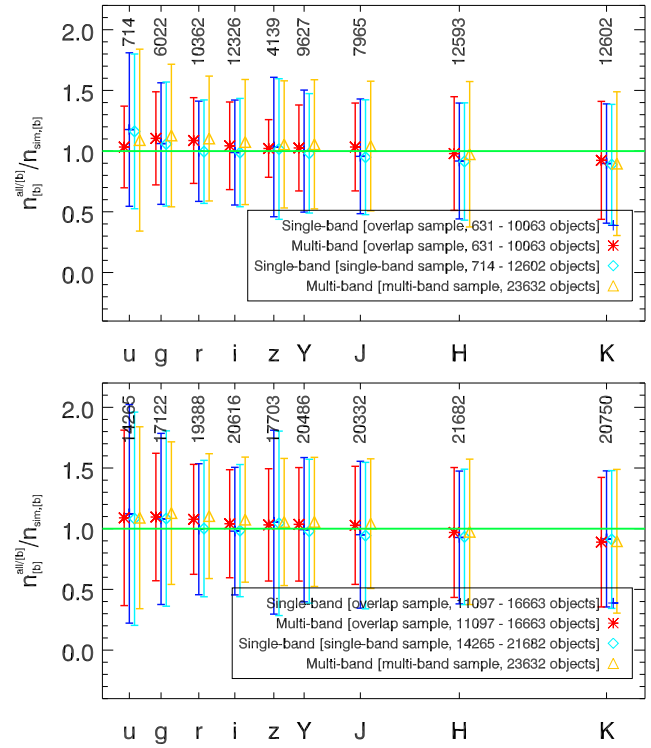 714 6022 10362 12326 4139 9627 7965 12593 12602
2.0
1.5
1.0
0.5
0.0
n[b]^all/[b]/n_sim,[b]
Single-band [overlap sample, 631 - 10063 objects]
Multi-band [overlap sample, 631 - 10063 objects]
Single-band [single-band sample, 714 - 12602 objects]
Multi-band [multi-band sample, 23632 objects]
u g r i z Y J H K
14265 17122 19388 20616 17703 20486 20332 21682 20750
2.0
1.5
1.0
0.5
0.0
n[b]^all/[b]/n_sim,[b]
Single-band [overlap sample, 11097 - 16663 objects]
Multi-band [overlap sample, 11097 - 16663 objects]
Single-band [single-band sample, 14265 - 21682 objects]
Multi-band [multi-band sample, 23632 objects]
u g r i z Y J H K